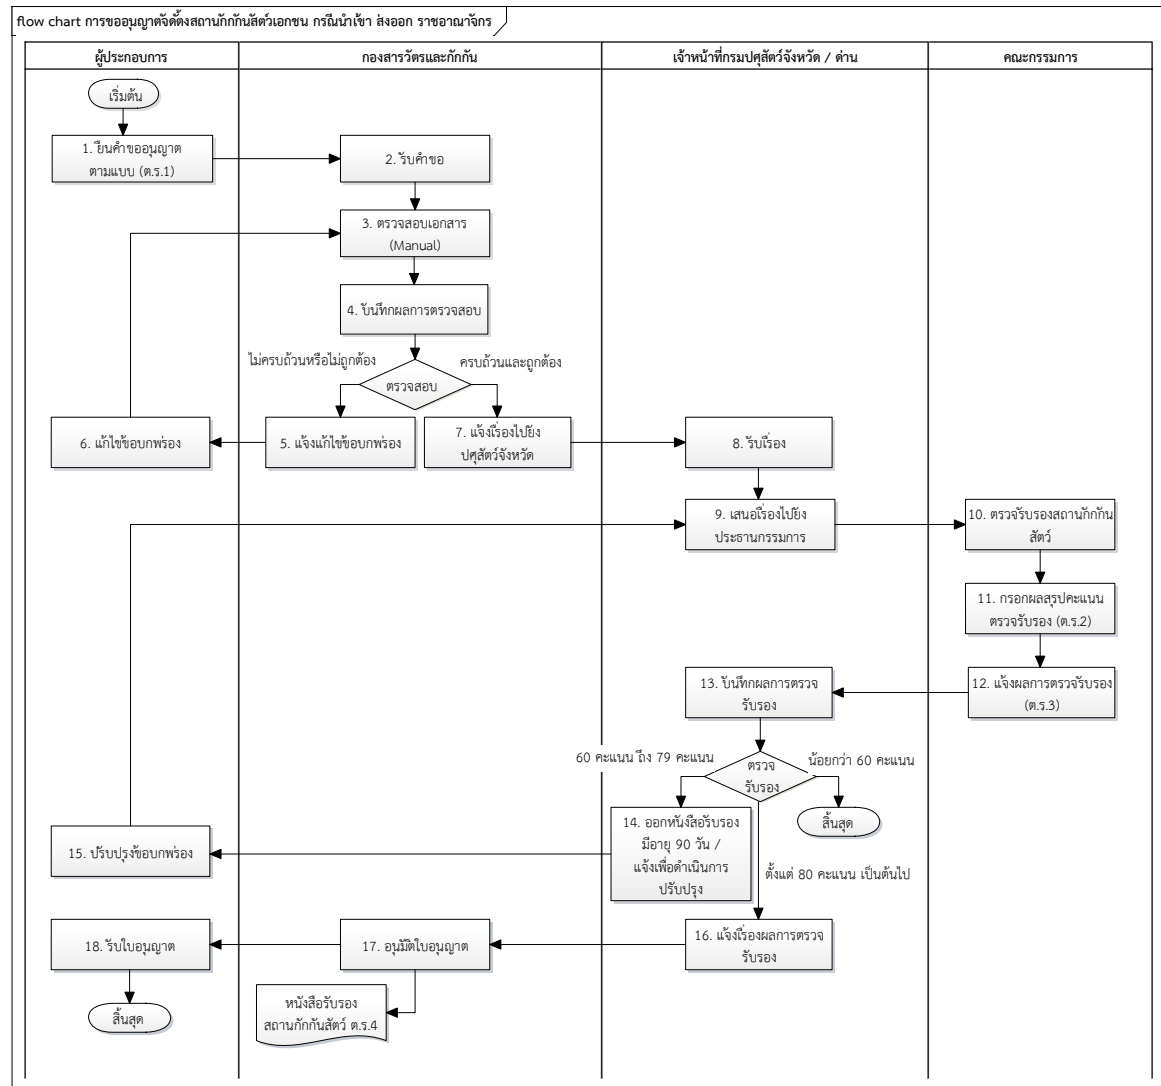 flow chart การขออนุญาตจัดตั้งสถานกักกันสัตว์เอกชน กรณีนำเข้า ส่งออก ราชอาณาจักร
ผู้ประกอบการ
กองสารวัตรและกักกัน
เจ้าหน้าที่กรมปศุสัตว์จังหวัด / ด่าน
คณะกรรมการ
เริ่มต้น
1. ยื่นคำขออนุญาต
ตามแบบ (ต.ร.1)
2. รับคำขอ
3. ตรวจสอบเอกสาร
(Manual)
4. บันทึกผลการตรวจสอบ
ไม่ครบถ้วนหรือไม่ถูกต้อง
ครบถ้วนและถูกต้อง
ตรวจสอบ
6. แก้ไขข้อบกพร่อง
5. แจ้งแก้ไขข้อบกพร่อง
7. แจ้งเรื่องไปยัง
ปศุสัตว์จังหวัด
8. รับเรื่อง
9. เสนอเรื่องไปยัง
ประธานกรรมการ
10. ตรวจรับรองสถานกักกัน
สัตว์
11. กรอกผลสรุปคะแนน
ตรวจรับรอง (ต.ร.2)
12. แจ้งผลการตรวจรับรอง
(ต.ร.3)
13. บันทึกผลการตรวจ
รับรอง
60 คะแนน ถึง 79 คะแนน
ตรวจ
รับรอง
น้อยกว่า 60 คะแนน
สิ้นสุด
14. ออกหนังสือรับรอง
มีอายุ 90 วัน /
แจ้งเพื่อดำเนินการ
ปรับปรุง
15. ปรับปรุงข้อบกพร่อง
ตั้งแต่ 80 คะแนน เป็นต้นไป
16. แจ้งเรื่องผลการตรวจ
รับรอง
17. อนุมัติใบอนุญาต
18. รับใบอนุญาต
หนังสือรับรอง
สถานกักกันสัตว์ ต.ร.4
สิ้นสุด